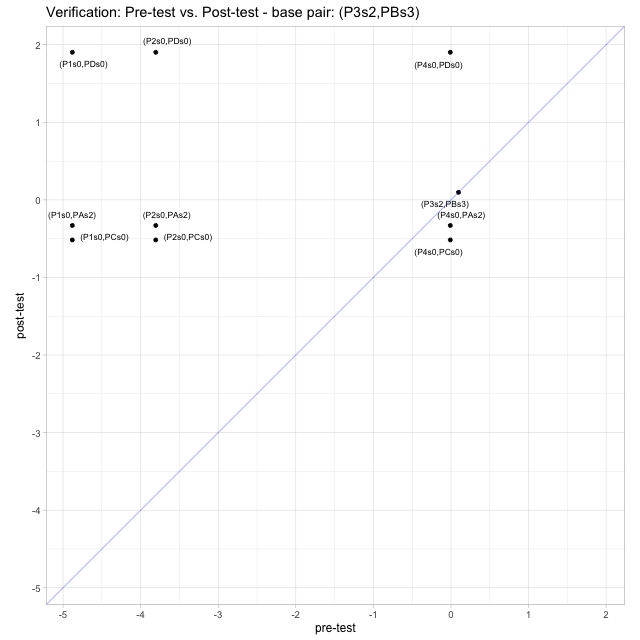 Verification: Pre-test vs. Post-test - base pair: (P3s2,PBs3)
2
(P2s0,PDs0)
(P1s0,PDs0)
(P4s0,PDs0)
1
0
(P3s2,PBs3)
(P1s0,PAs2)
(P2s0,PAs2)
(P4s0,PAs2)
(P1s0,PCs0)
(P2s0,PCs0)
(P4s0,PCs0)
-1
post-test
-2
-3
-4
-5
-5 -4 -3 -2 -1 0 1 2
pre-test